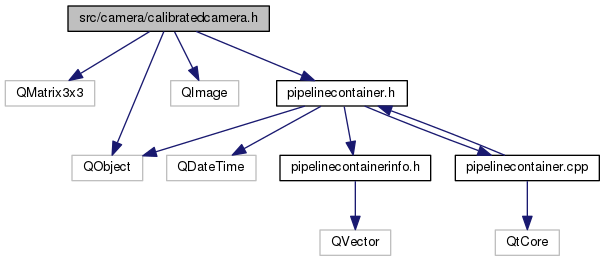 src/camera/calibratedcamera.h
QMatrix3x3
QImage
pipelinecontainer.h
QObject
QDateTime
pipelinecontainerinfo.h
pipelinecontainer.cpp
QVector
QtCore